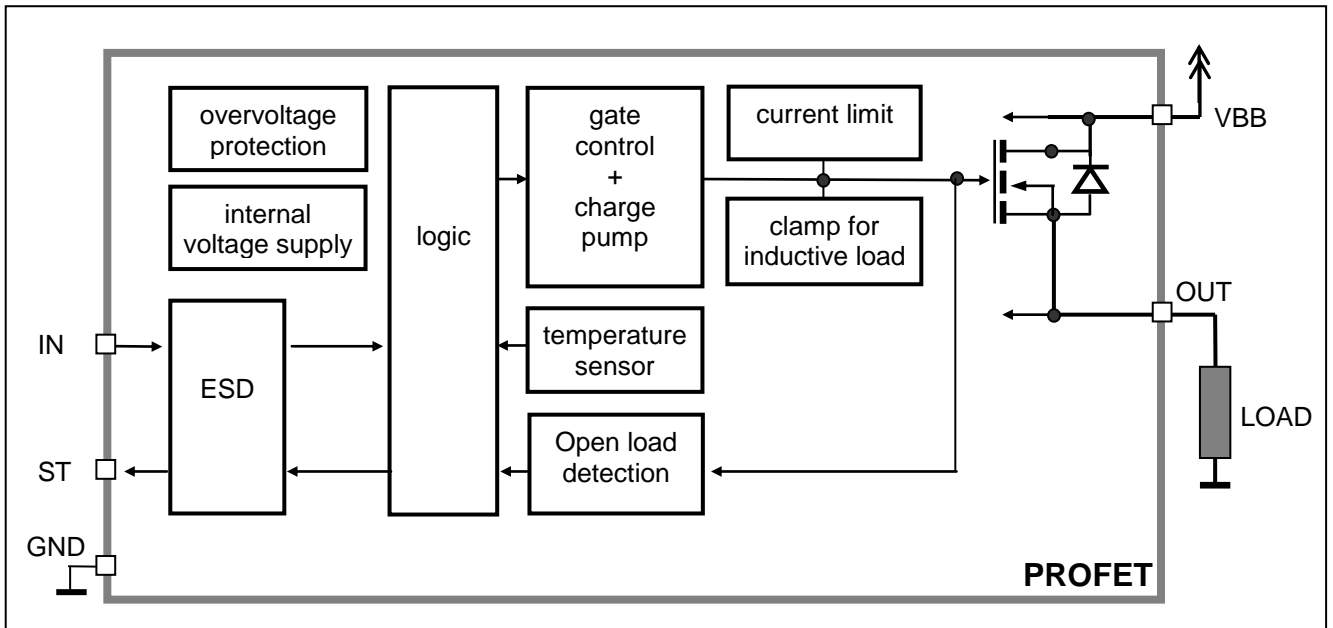 overvoltage
protection
internal
voltage supply
logic
gate
control
+
charge
pump
current limit
clamp for
inductive load
VBB
OUT
IN
ESD
temperature
sensor
LOAD
ST
Open load
detection
GND
PROFET